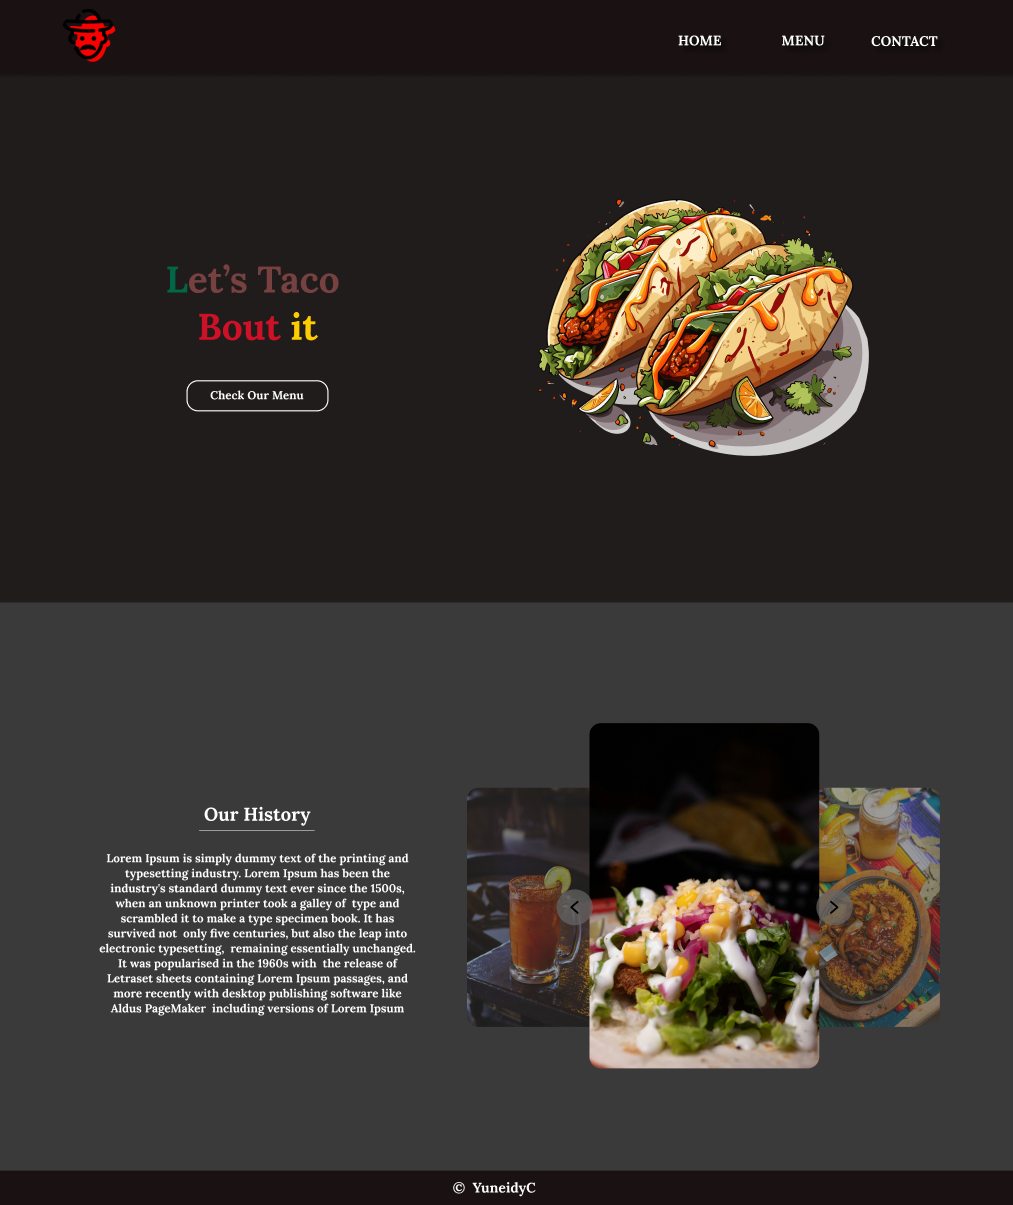 HOME MENU CONTACT
Let’s Taco
Bout it
Check Our Menu
Our History
Lorem Ipsum is simply dummy text of the printing and
typesetting industry. Lorem Ipsum has been the
industry's standard dummy text ever since the 1500s,
when an unknown printer took a galley of type and
scrambled it to make a type specimen book. It has
survived not only five centuries, but also the leap into
electronic typesetting, remaining essentially unchanged.
It was popularised in the 1960s with the release of
Letraset sheets containing Lorem Ipsum passages, and
more recently with desktop publishing software like
Aldus PageMaker including versions of Lorem Ipsum
© YuneidyC